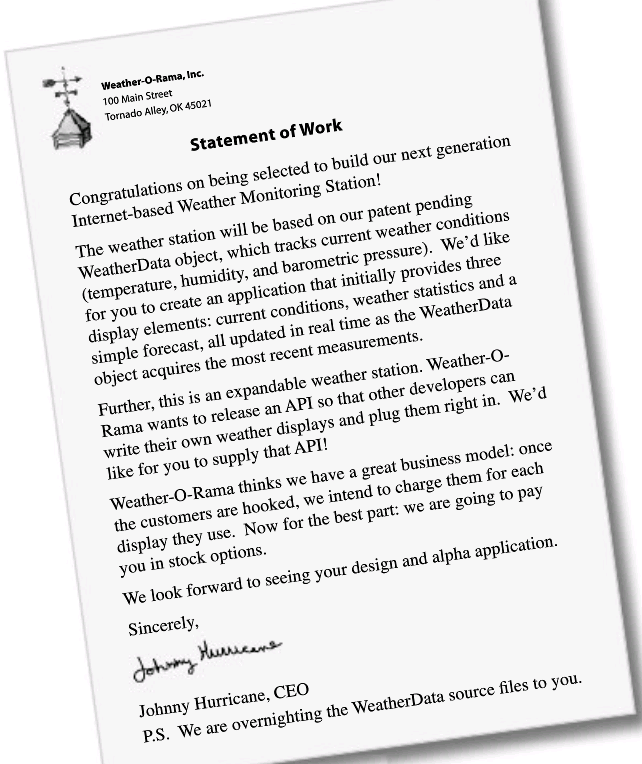 Weather-O-Rama, Inc.
100 Main Street
Tornado Alley, OK 45021
Statement of Work
Congratulations on being selected to build our next generation
Internet-based Weather Monitoring Station!
The weather station will be based on our patent pending
WeatherData object, which tracks current weather conditions
(temperature, humidity, and barometric pressure). We’d like
for you to create an application that initially provides three
display elements: current conditions, weather statistics and a
simple forecast, all updated in real time as the WeatherData
object acquires the most recent measurements.
Further, this is an expandable weather station. Weather-O-
Rama wants to release an API so that other developers can
write their own weather displays and plug them right in. We’d
like for you to supply that API!
Weather-O-Rama thinks we have a great business model: once
the customers are hooked, we intend to charge them for each
display they use. Now for the best part: we are going to pay
you in stock options.
We look forward to seeing your design and alpha application.
Sincerely,
Johnny Hurricane
Johnny Hurricane, CEO
P.S. We are overnighting the WeatherData source files to you.